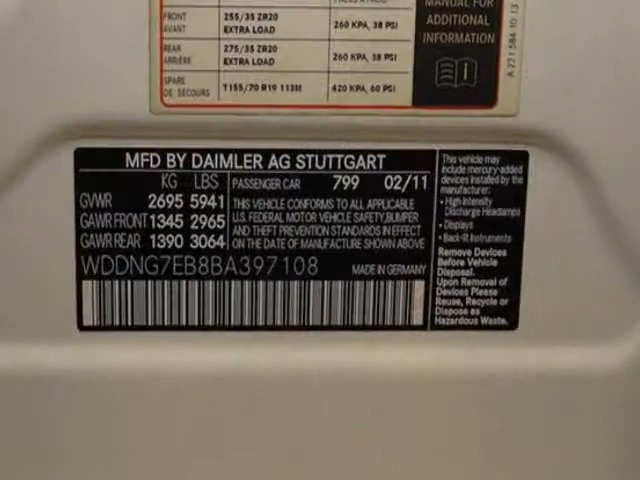 MANUAL FOR
ADDITIONAL
INFORMATION
FRONT
AVANT
255/35 ZR20
EXTRA LOAD
260 KPA, 38 PSI
REAR
ARRIÈRE
275/35 ZR20
EXTRA LOAD
260 KPA, 38 PSI
SPARE
DE SECOURS
T155/70 R19 113M
420 KPA, 60 PSI
A 221 584 10 13
MFD BY DAIMLER AG STUTTGART
KG LBS
GVWR 2695 5941
GAWR FRONT 1345 2965
GAWR REAR 1390 3064
PASSENGER CAR 799 02/11
THIS VEHICLE CONFORMS TO ALL APPLICABLE
U.S. FEDERAL MOTOR VEHICLE SAFETY,BUMPER
AND THEFT PREVENTION STANDARDS IN EFFECT
ON THE DATE OF MANUFACTURE SHOWN ABOVE
WDDNG7EB8BA397108
MADE IN GERMANY
This vehicle may
include mercury-added
devices installed by the
manufacturer:
• High Intensity
Discharge Headlamps
• Displays
• Back-lit Instruments
Remove Devices
Before Vehicle
Disposal.
Upon Removal of
Devices Please
Reuse, Recycle or
Dispose as
Hazardous Waste.